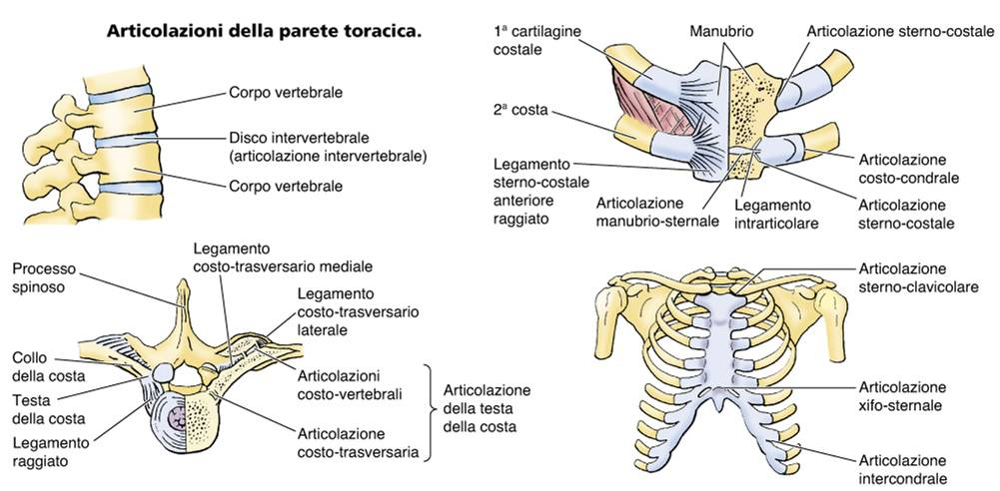 Articolazioni della parete toracica.
Corpo vertebrale
Disco intervertebrale
(articolazione intervertebrale)
Corpo vertebrale
1ª cartilagine
costale
Manubrio
Articolazione sterno-costale
2ª costa
Legamento
sterno-costale
anteriore
raggiato
Articolazione
manubrio-sternale
Legamento
intrarticolare
Articolazione
costo-condrale
Articolazione
sterno-costale
Processo
spinoso
Legamento
costo-trasversario mediale
Legamento
costo-trasversario
laterale
Collo
della costa
Testa
della costa
Legamento
raggiato
Articolazioni
costo-vertebrali
Articolazione
costo-trasversaria
Articolazione
della testa
della costa
Articolazione
sterno-clavicolare
Articolazione
xifo-sternale
Articolazione
intercondrale